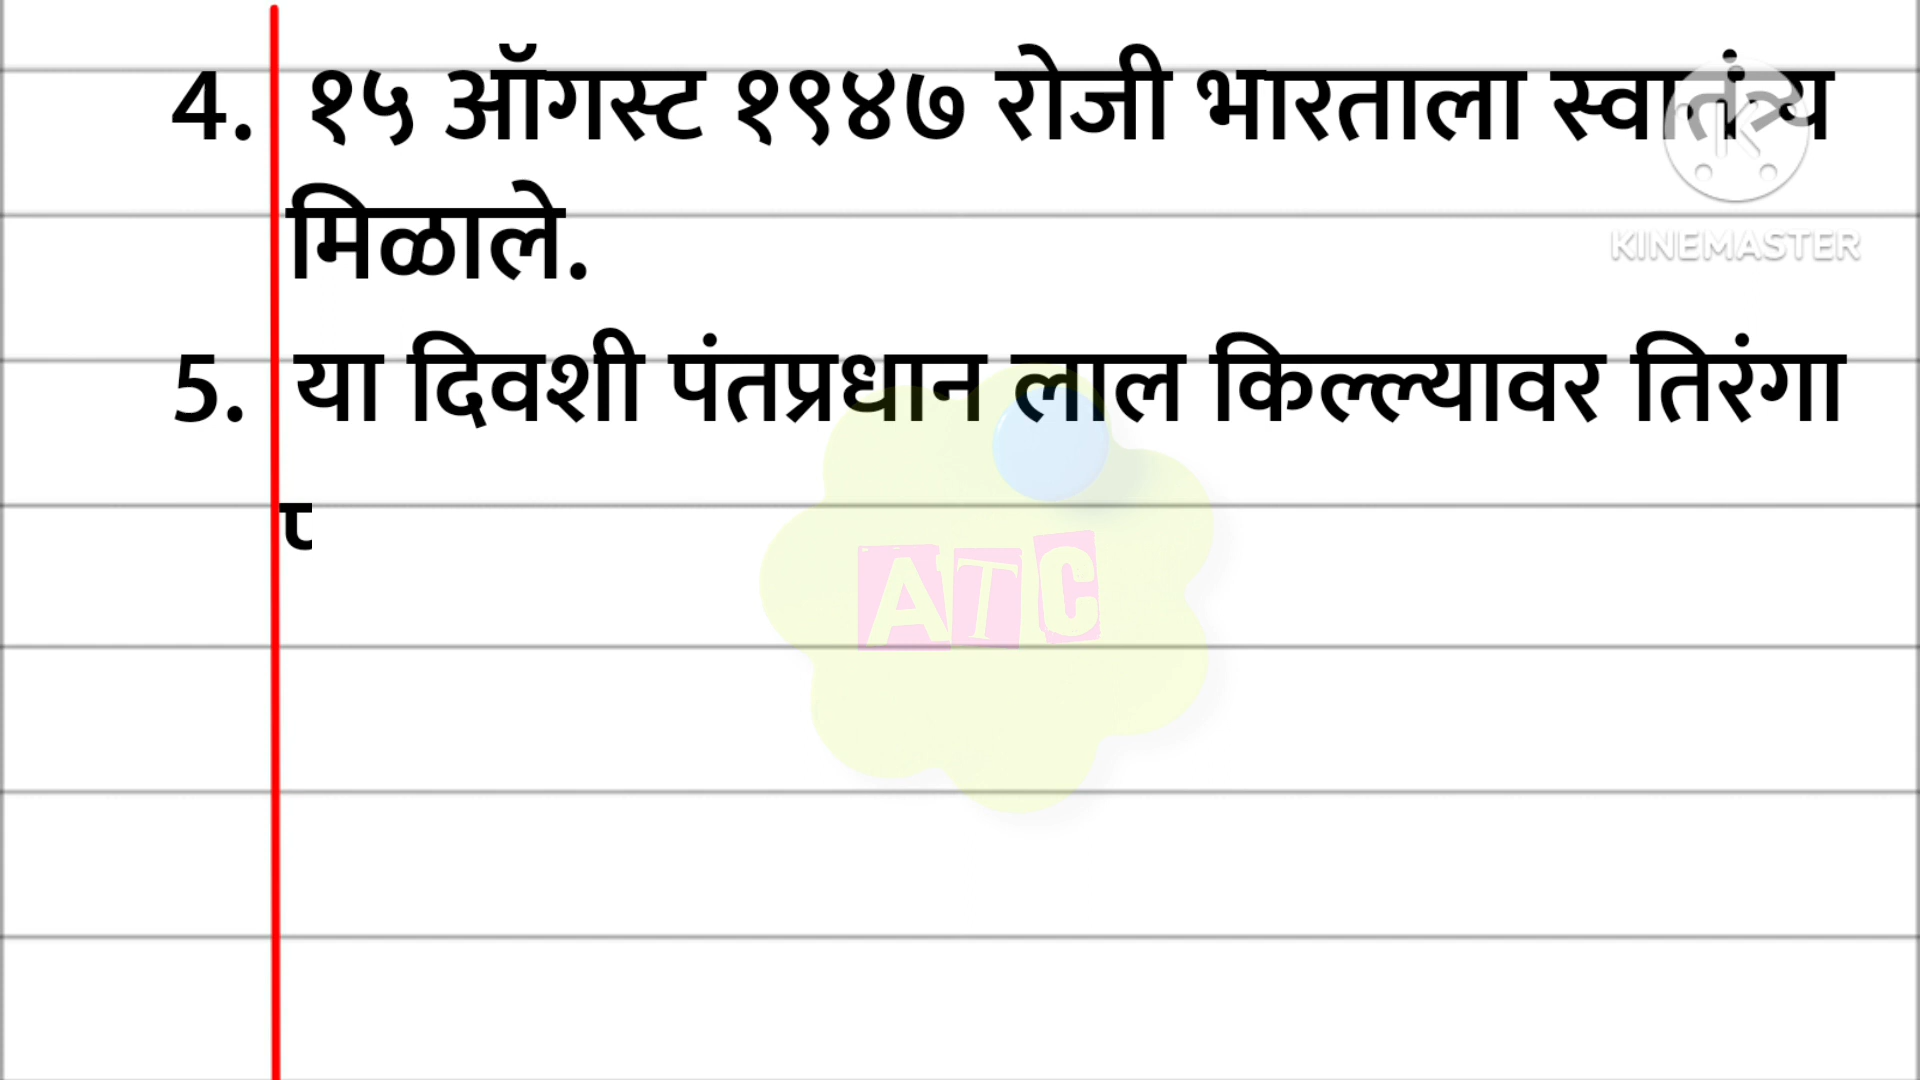 4. १५ ऑगस्ट १९४७ रोजी भारताला स्वातंत्र्य
मिळाले.
5. या दिवशी पंतप्रधान लाल किल्ल्यावर तिरंगा
KINEMASTER
ATC